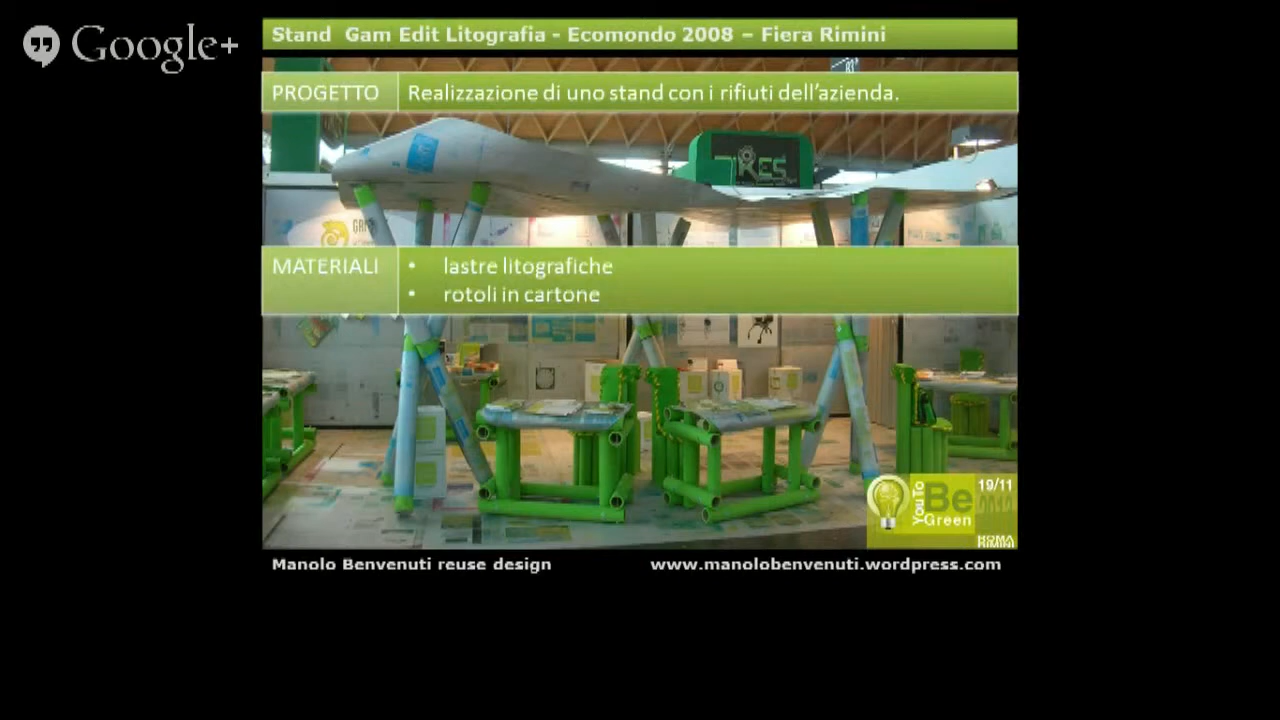 Google+
Stand Gam Edit Litografia - Ecomondo 2008 – Fiera Rimini
PROGETTO
Realizzazione di uno stand con i rifiuti dell'azienda.
MATERIALI
• lastre litografiche
• rotoli in cartone
YouTo
Be
Green
19/11
ROMA
RIMINI
Manolo Benvenuti reuse design
www.manolobenvenuti.wordpress.com